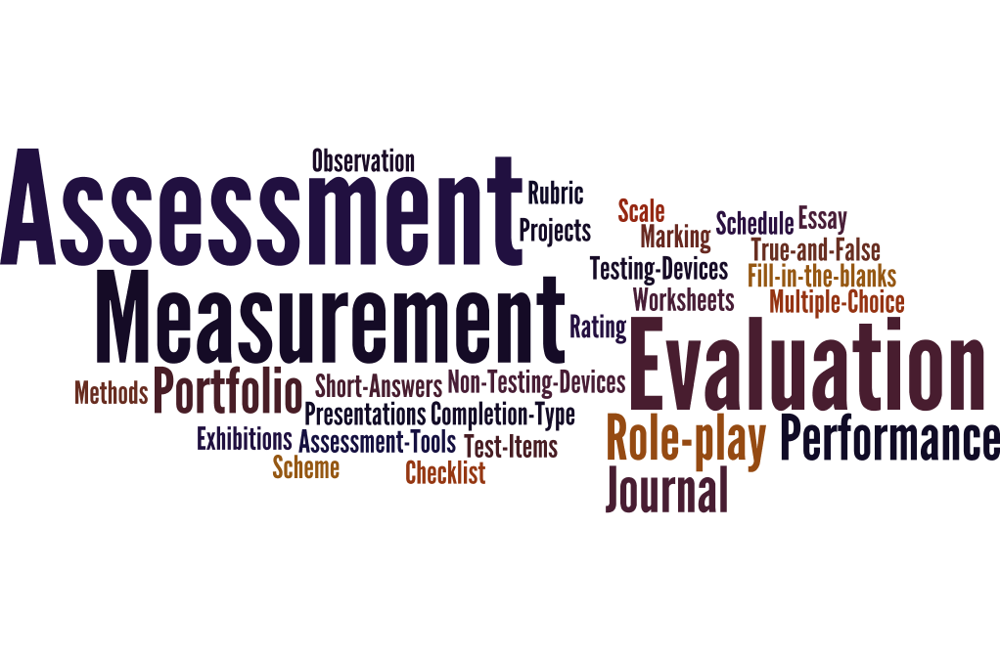 Observation
Assessment
Rubric
Projects
Scale
Marking
Schedule
Essay
True-and-False
Testing-Devices
Fill-in-the-blanks
Worksheets
Multiple-Choice
Measurement
Rating
Evaluation
Methods
Portfolio
Short-Answers
Non-Testing-Devices
Presentations
Completion-Type
Exhibitions
Assessment-Tools
Test-Items
Scheme
Checklist
Role-play
Performance
Journal